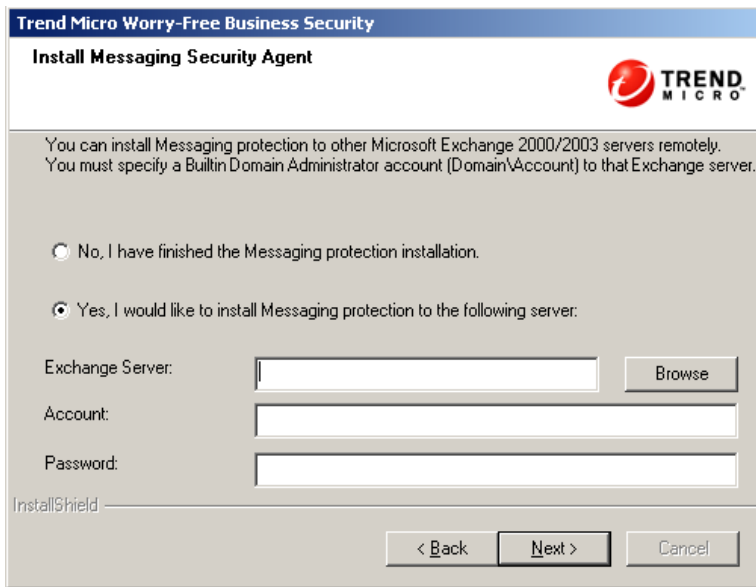 Trend Micro Worry-Free Business Security
Install Messaging Security Agent
TREND
MICRO
You can install Messaging protection to other Microsoft Exchange 2000/2003 servers remotely.
You must specify a Builtin Domain Administrator account (Domain\Account) to that Exchange server.
No, I have finished the Messaging protection installation.
Yes, I would like to install Messaging protection to the following server:
Exchange Server:
Browse
Account:
Password:
InstallShield
< Back
Next >
Cancel